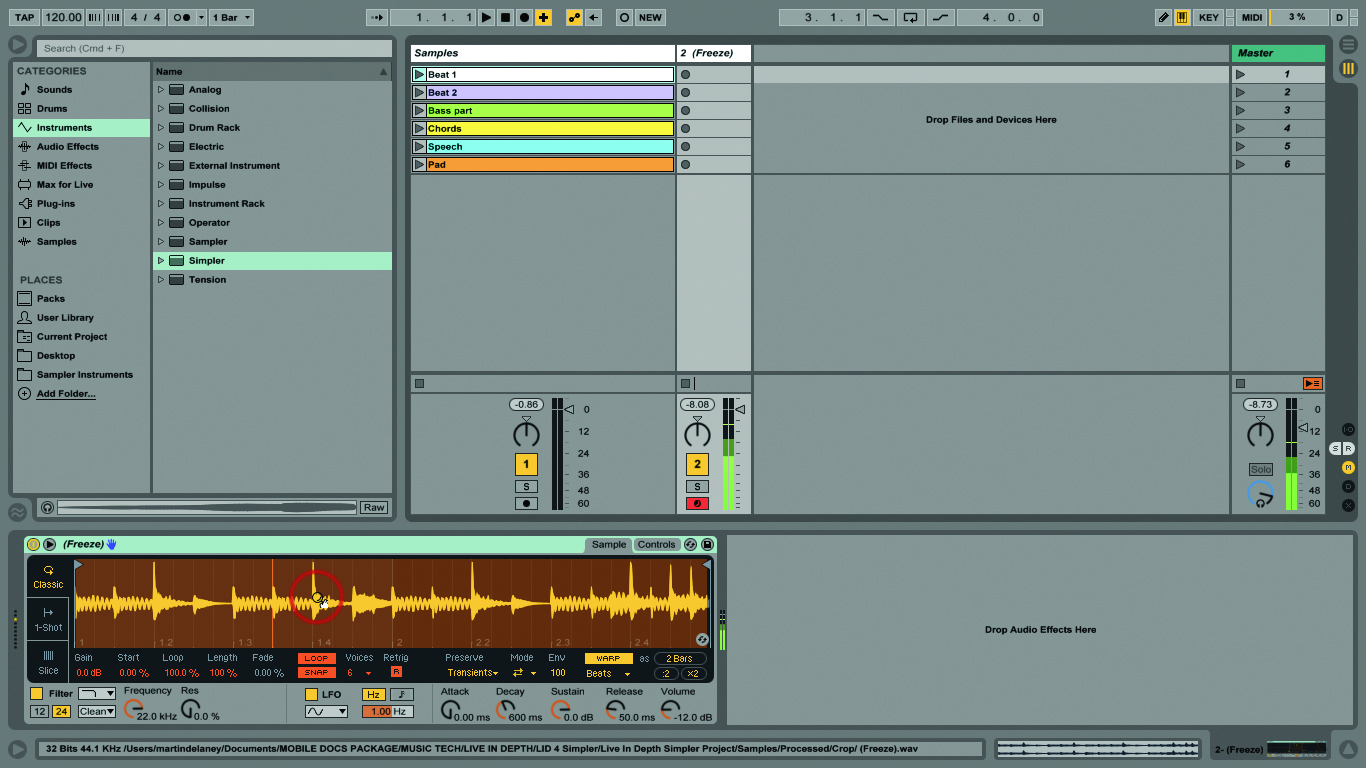 TAP 120.00 4 / 4 1 Bar 1. 1. 1 NEW 3. 1. 1 4. 0. 0 KEY MIDI 3 % D
Search (Cmd + F)
CATEGORIES
Sounds
Drums
Instruments
Audio Effects
MIDI Effects
Max for Live
Plug-ins
Clips
Samples
PLACES
Packs
User Library
Current Project
Desktop
Sampler Instruments
Add Folder...
Name
Analog
Collision
Drum Rack
Electric
External Instrument
Impulse
Instrument Rack
Operator
Sampler
Simpler
Tension
Raw
Samples 2 (Freeze) Master
Beat 1 1
Beat 2 2
Bass part 3
Chords 4
Speech 5
Pad 6
Drop Files and Devices Here
-0.86 0 -8.08 -8.73 0
12 12
24 24
1 2 Solo
36 36
S S 48 48
60 60
I·O
S R
M
D
X
(Freeze) Sample Controls
Classic
1-Shot
Slice
1 1.2 1.3 1.4 2 2.2 2.3 2.4
Gain Start Loop Length Fade LOOP Voices Retrig Preserve Mode Env WARP as 2 Bars
0.0 dB 0.00 % 100.0 % 100 % 0.00 % SNAP 6 R Transients 100 Beats :2 ×2
Filter Frequency Res LFO Hz Attack Decay Sustain Release Volume
12 24 Clean 22.0 kHz 0.0 % 1.00 Hz 0.00 ms 600 ms 0.0 dB 50.0 ms -12.0 dB
Drop Audio Effects Here
32 Bits 44.1 KHz /Users/martindelaney/Documents/MOBILE DOCS PACKAGE/MUSIC TECH/LIVE IN DEPTH/LID 4 Simpler/Live In Depth Simpler Project/Samples/Processed/Crop/ (Freeze).wav
2- (Freeze)